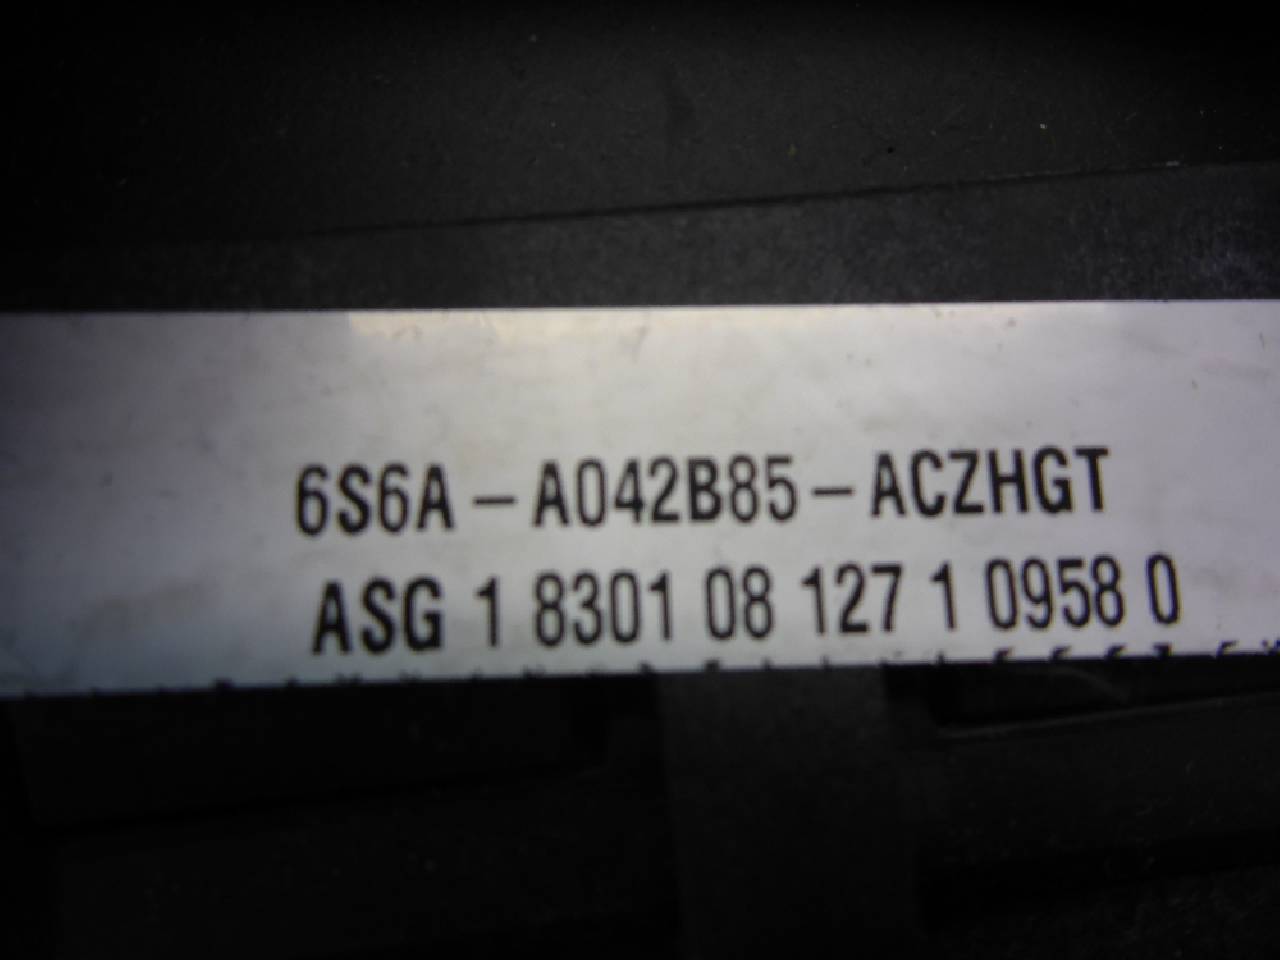 6S6A-A042B85-ACZHGT
ASG 1 8301 08 127 1 0958 0